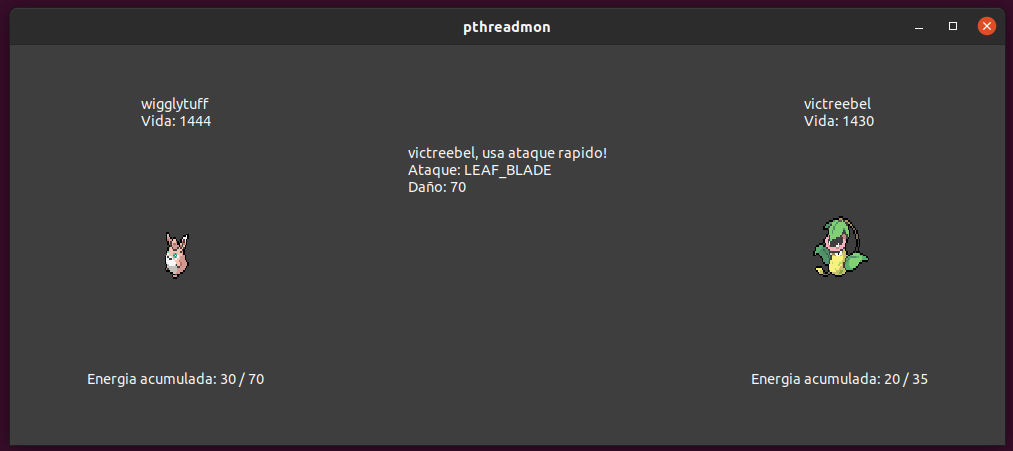 pthreadmon
wigglytuff
Vida: 1444
victreebel
Vida: 1430
victreebel, usa ataque rapido!
Ataque: LEAF_BLADE
Daño: 70
Energia acumulada: 30 / 70
Energia acumulada: 20 / 35